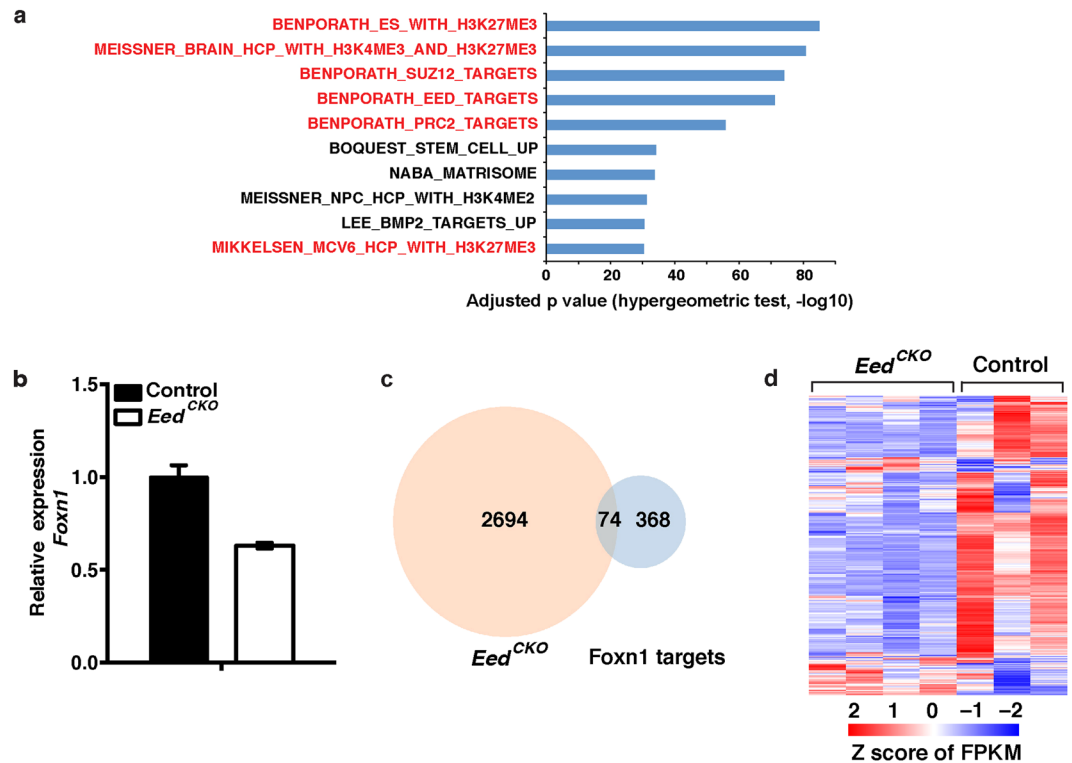 a
BENPORATH_ES_WITH_H3K27ME3
MEISSNER_BRAIN_HCP_WITH_H3K4ME3_AND_H3K27ME3
BENPORATH_SUZ12_TARGETS
BENPORATH_EED_TARGETS
BENPORATH_PRC2_TARGETS
BOQUEST_STEM_CELL_UP
NABA_MATRISOME
MEISSNER_NPC_HCP_WITH_H3K4ME2
LEE_BMP2_TARGETS_UP
MIKKELSEN_MCV6_HCP_WITH_H3K27ME3
0 20 40 60 80
Adjusted p value (hypergeometric test, -log10)
b
Relative expression
Foxn1
1.5
1.0
0.5
0.0
Control
Eed CKO
c
2694 74 368
Eed CKO
Foxn1 targets
d
Eed CKO Control
2 1 0 −1 −2
Z score of FPKM